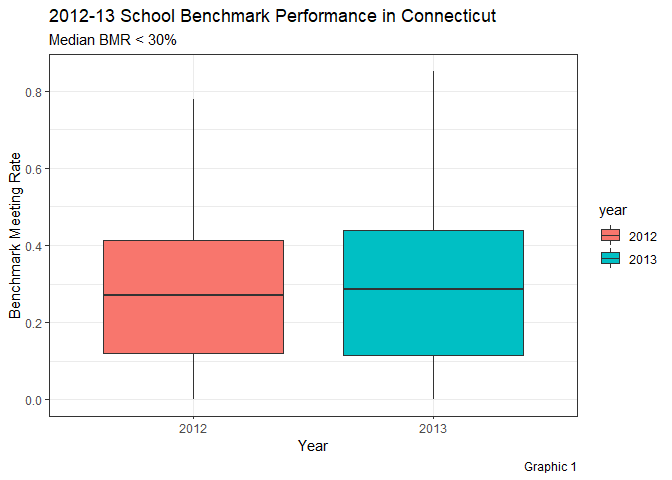 2012-13 School Benchmark Performance in Connecticut
Median BMR < 30%
Benchmark Meeting Rate
0.8
0.6
0.4
0.2
0.0
2012
2013
Year
year
2012
2013
Graphic 1